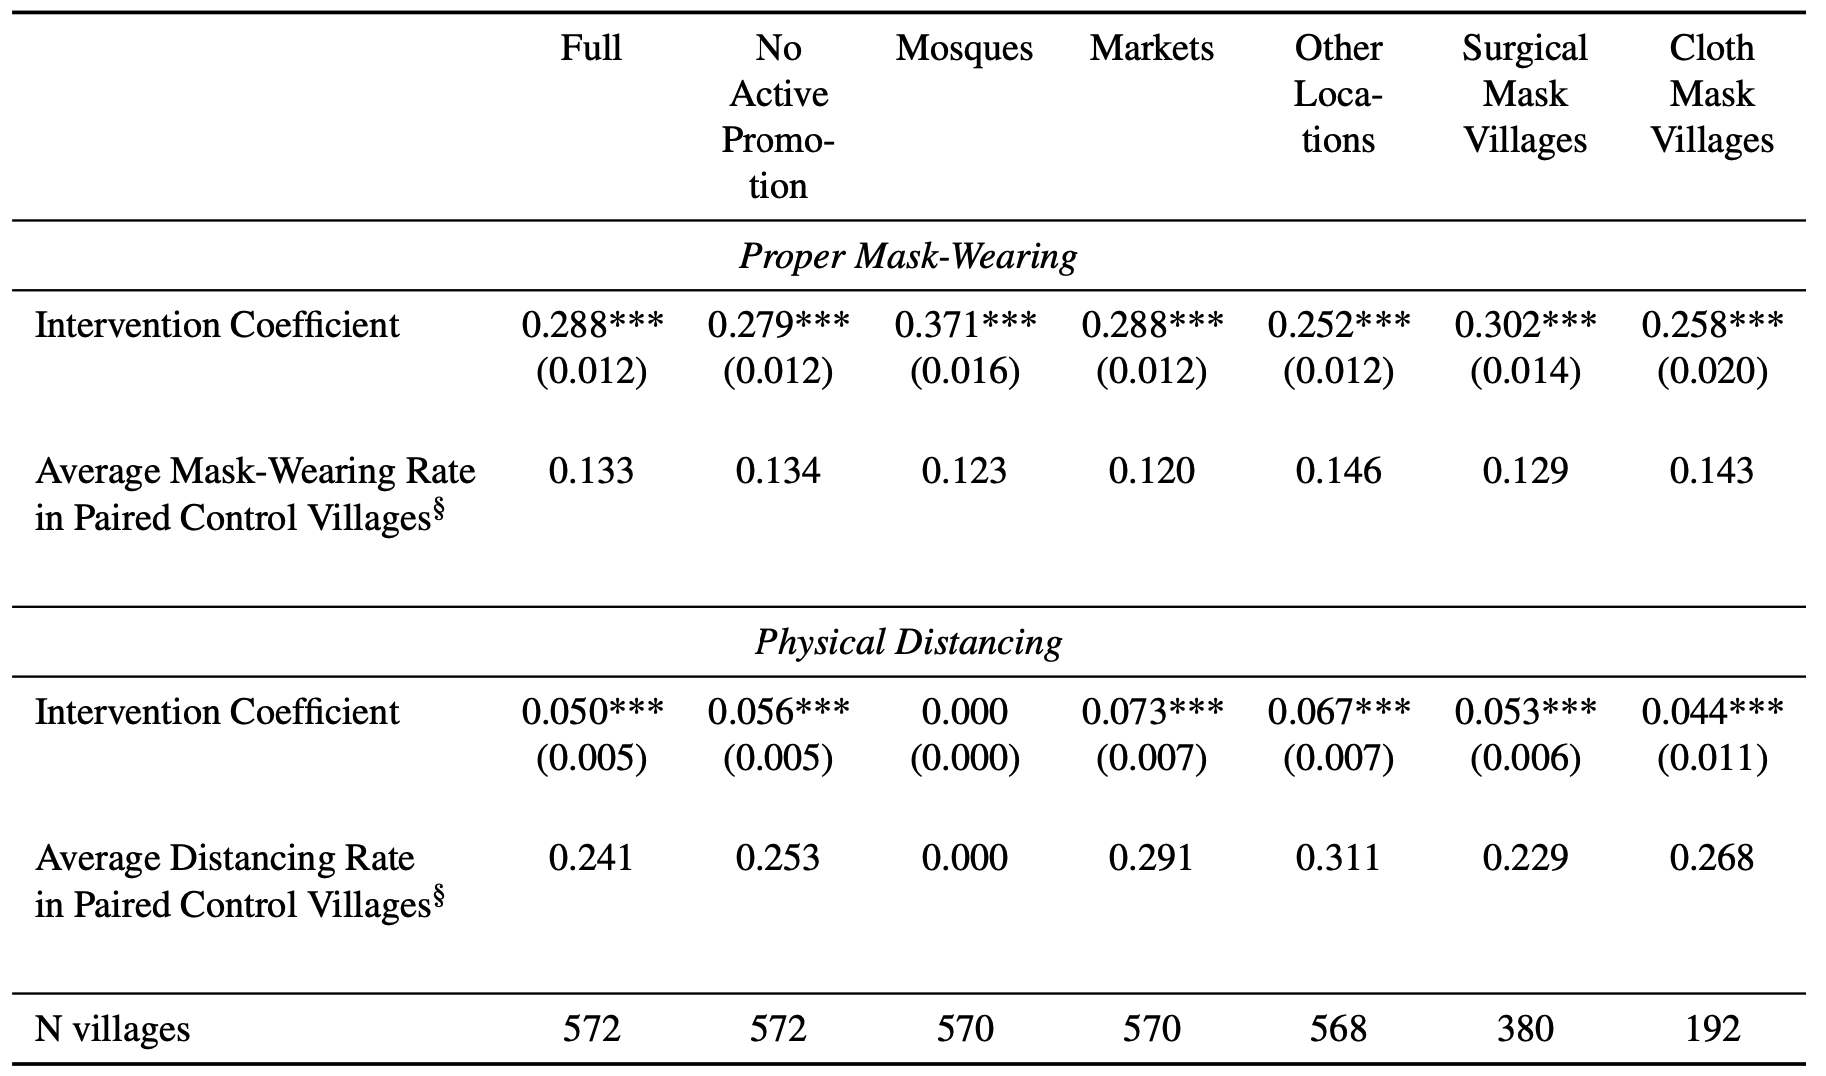 Full No Mosques Markets Other Surgical Cloth
Active Loca- Mask Mask
Promo- tions Villages Villages
tion
Proper Mask-Wearing
Intervention Coefficient 0.288*** 0.279*** 0.371*** 0.288*** 0.252*** 0.302*** 0.258***
(0.012) (0.012) (0.016) (0.012) (0.012) (0.014) (0.020)
Average Mask-Wearing Rate 0.133 0.134 0.123 0.120 0.146 0.129 0.143
in Paired Control Villages§
Physical Distancing
Intervention Coefficient 0.050*** 0.056*** 0.000 0.073*** 0.067*** 0.053*** 0.044***
(0.005) (0.005) (0.000) (0.007) (0.007) (0.006) (0.011)
Average Distancing Rate 0.241 0.253 0.000 0.291 0.311 0.229 0.268
in Paired Control Villages§
N villages 572 572 570 570 568 380 192